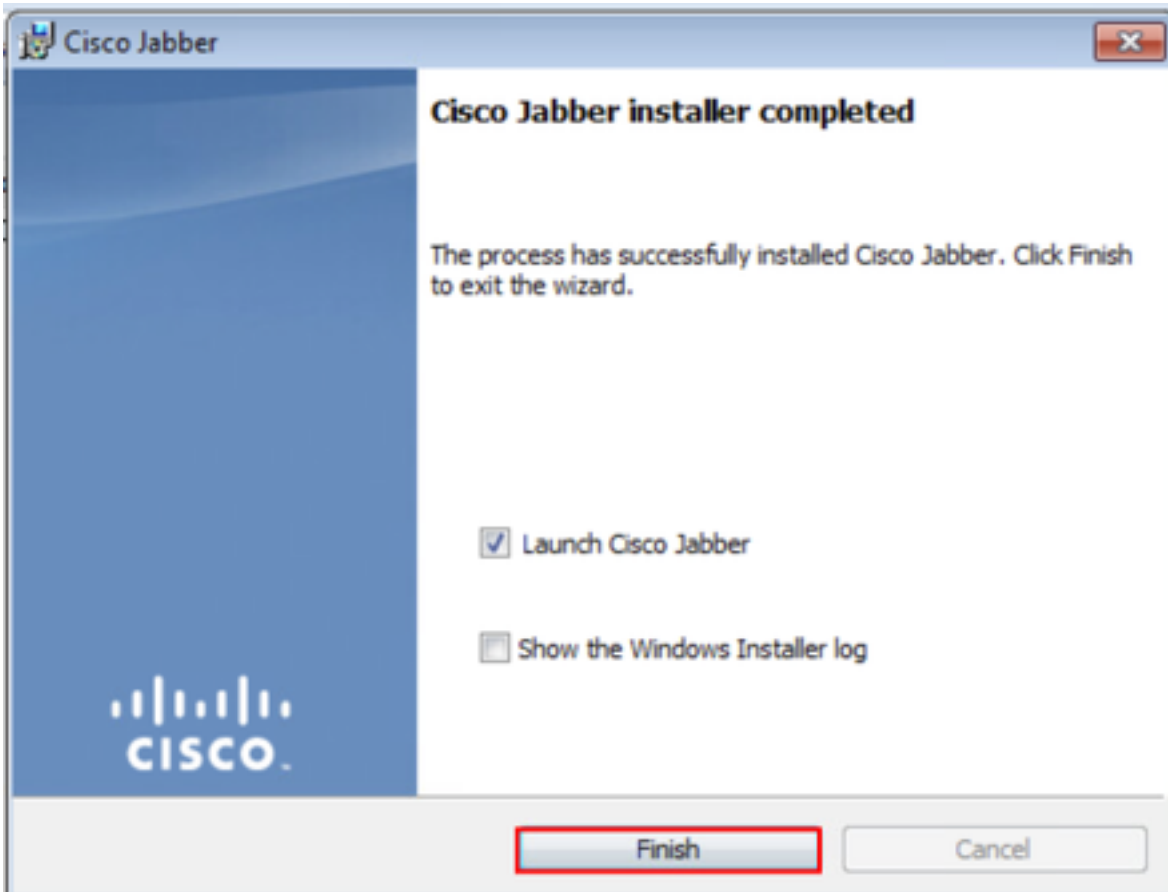 Cisco Jabber
Cisco Jabber installer completed
The process has successfully installed Cisco Jabber. Click Finish
to exit the wizard.
Launch Cisco Jabber
Show the Windows Installer log
CISCO.
Finish
Cancel